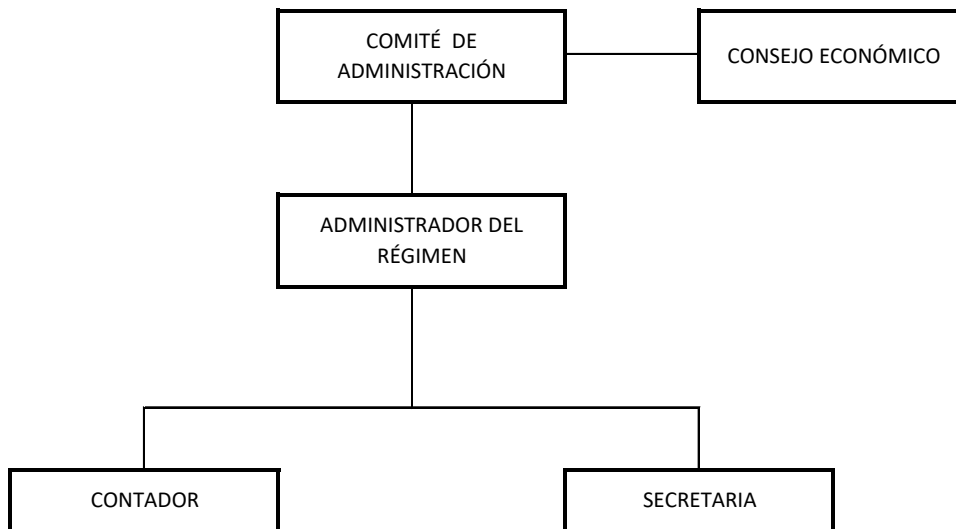 COMITÉ DE
ADMINISTRACIÓN
CONSEJO ECONÓMICO
ADMINISTRADOR DEL
RÉGIMEN
CONTADOR
SECRETARIA